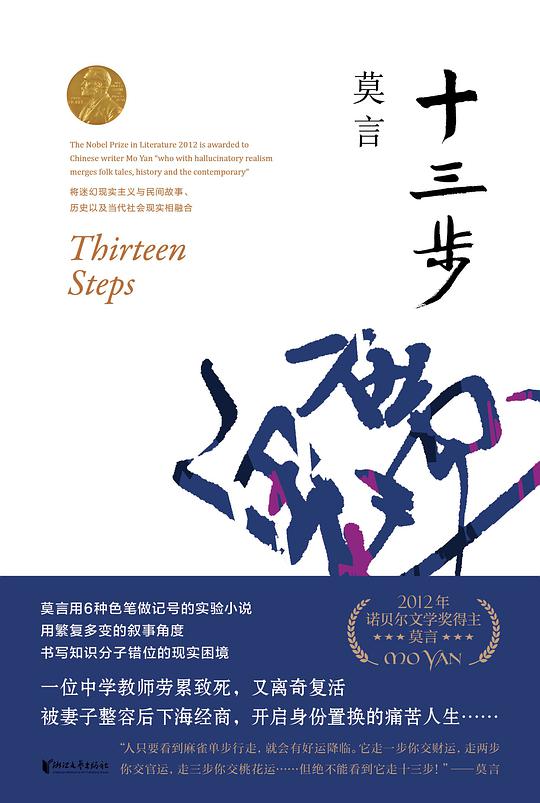 十三步
莫言
The Nobel Prize in Literature 2012 is awarded to
Chinese writer Mo Yan "who with hallucinatory realism
merges folk tales, history and the contemporary"
将迷幻现实主义与民间故事、
历史以及当代社会现实相融合
Thirteen
Steps
莫言用6种色笔做记号的实验小说
用繁复多变的叙事角度
书写知识分子错位的现实困境
2012年
诺贝尔文学奖得主
★★★莫言★★★
MO YAN
一位中学教师劳累致死，又离奇复活
被妻子整容后下海经商，开启身份置换的痛苦人生……
“人只要看到麻雀单步行走，就会有好运降临。它走一步你交财运，走两步
你交官运，走三步你交桃花运……但绝不能看到它走十三步！”——莫言
浙江文艺出版社